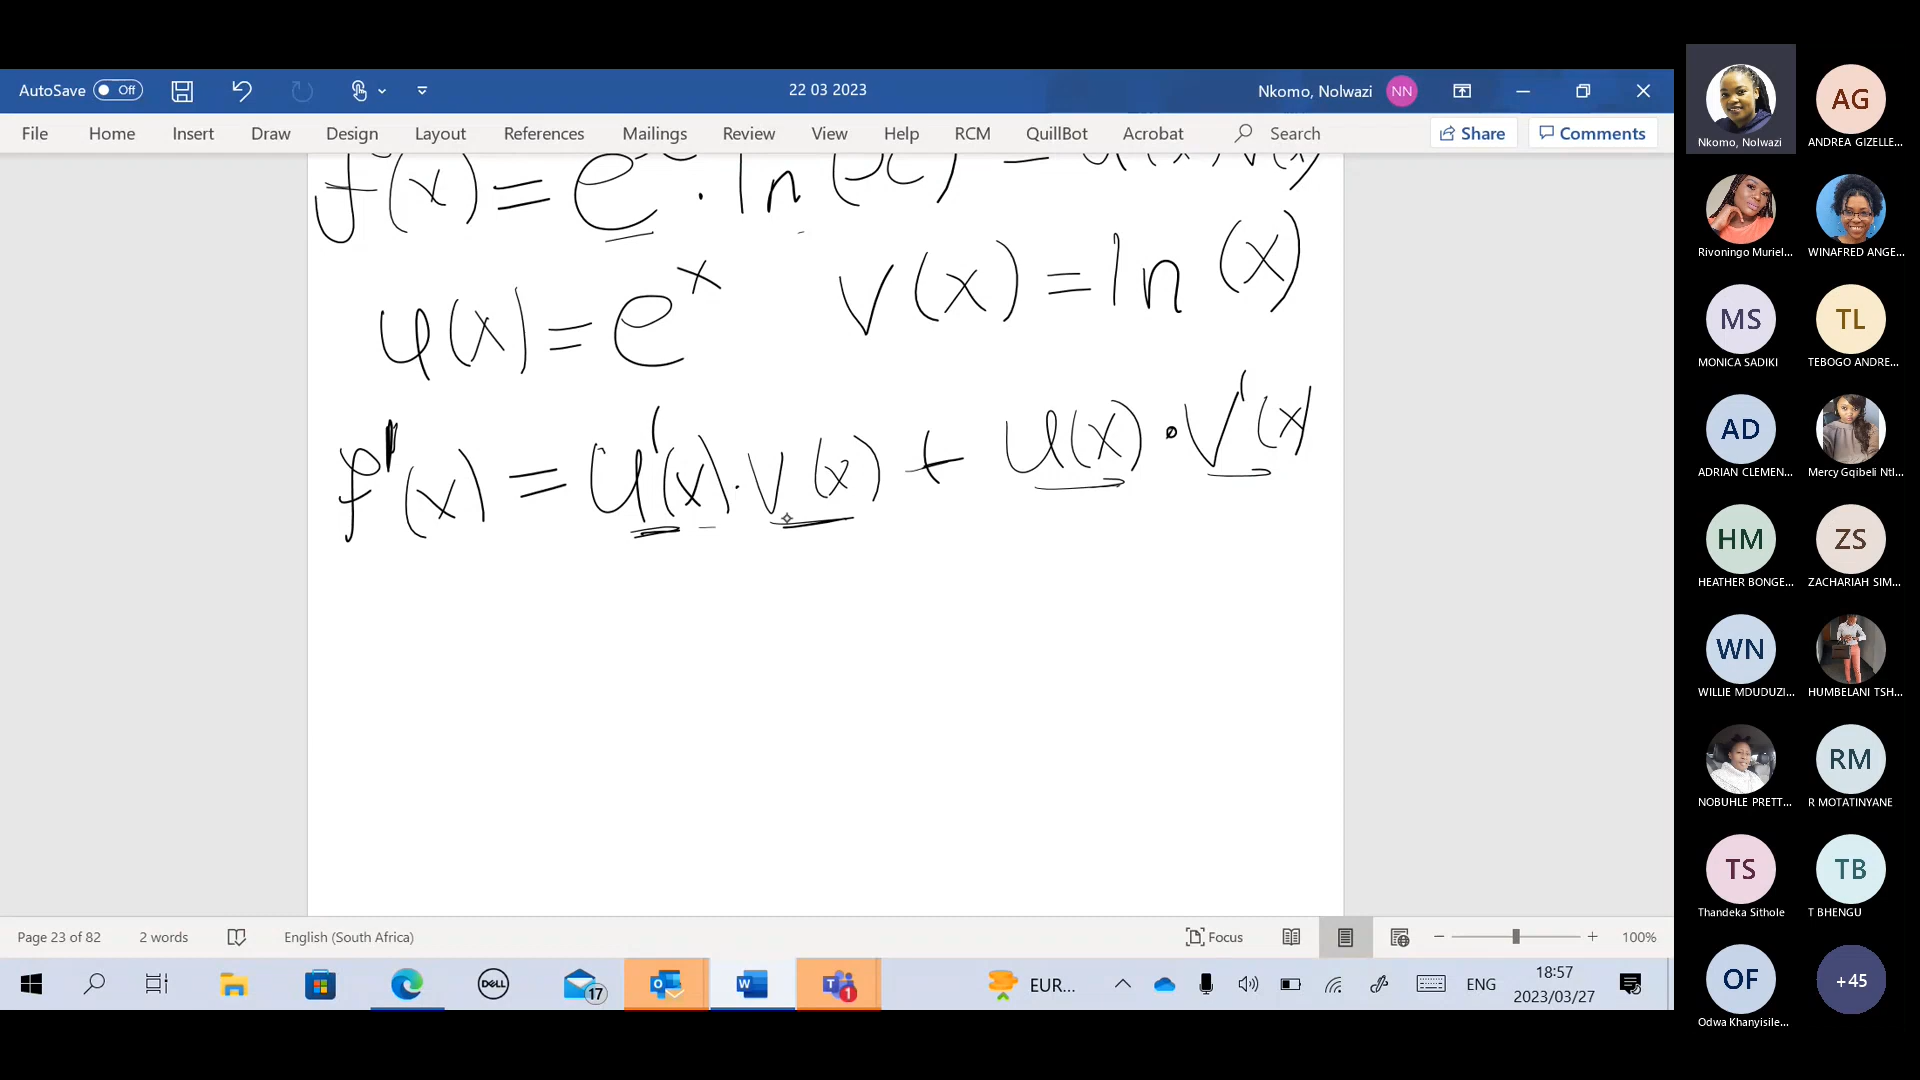 AutoSave Off 22 03 2023 Nkomo, Nolwazi NN
File Home Insert Draw Design Layout References Mailings Review View Help RCM QuillBot Acrobat Search Share Comments
f(x) = e^x · ln(x) = u(x) v(x)
u(x) = e^x v(x) = ln (x)
f'(x) = u'(x) · v(x) + u(x) · v'(x)
Page 23 of 82 2 words English (South Africa) Focus 100%
17 DELL 1 EUR... ENG 18:57
2023/03/27
Nkomo, Nolwazi
AG
ANDREA GIZELLE...
Rivoningo Muriel...
WINAFRED ANGE...
MS
MONICA SADIKI
TL
TEBOGO ANDRE...
AD
ADRIAN CLEMEN...
Mercy Gqibeli Ntl...
HM
HEATHER BONGE...
ZS
ZACHARIAH SIM...
WN
WILLIE MDUDUZI...
HUMBELANI TSH...
NOBUHLE PRETT...
RM
R MOTATINYANE
TS
Thandeka Sithole
TB
T BHENGU
OF
Odwa Khanyisile...
+45